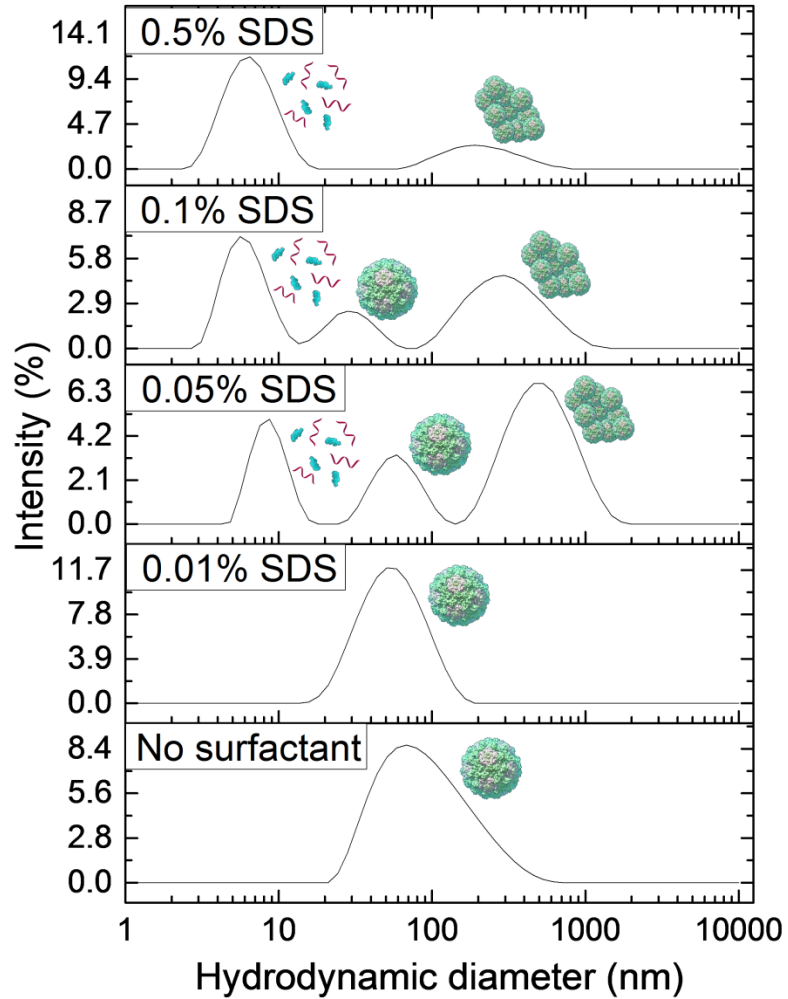 0.5% SDS
14.1
9.4
4.7
0.0
0.1% SDS
8.7
5.8
2.9
0.0
0.05% SDS
6.3
4.2
2.1
0.0
0.01% SDS
11.7
7.8
3.9
0.0
No surfactant
8.4
5.6
2.8
0.0
Intensity (%)
1 10 100 1000 10000
Hydrodynamic diameter (nm)